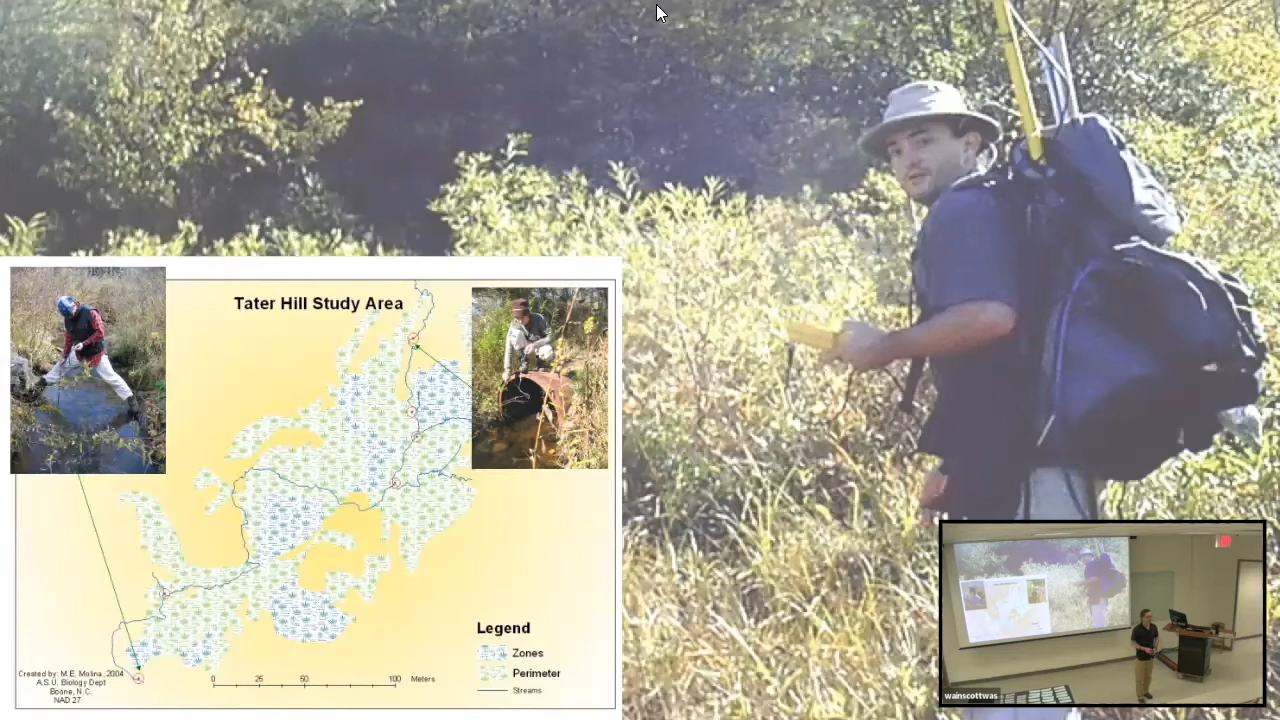 Tater Hill Study Area
Legend
Zones
Perimeter
Streams
0 25 50 100 Meters
Created by: M.E. Molina, 2004
A.S.U. Biology Dept
Boone, N.C.
NAD 27
wainscottwas